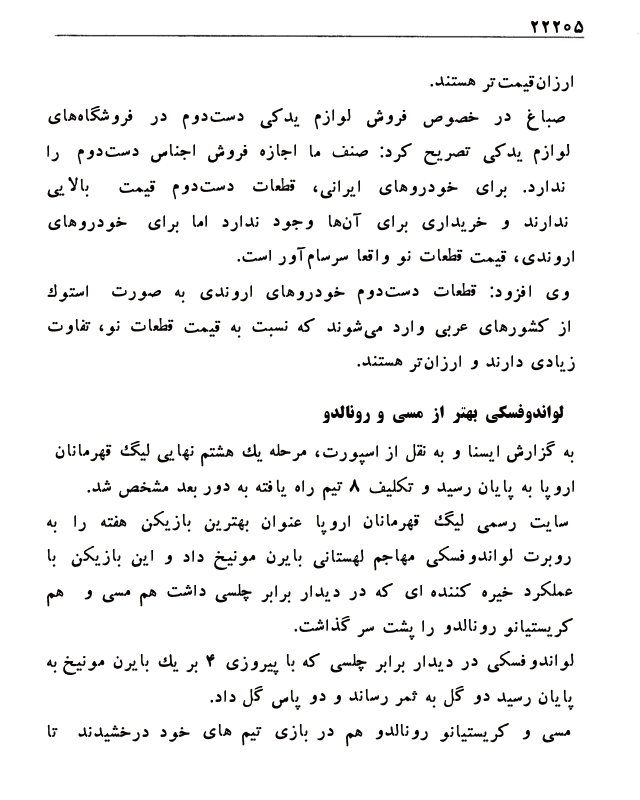 ۲۲۲۰۵
ارزان‌قیمت‌تر هستند.
صباغ در خصوص فروش لوازم یدکی دست‌دوم در فروشگاه‌های
لوازم یدکی تصریح کرد: صنف ما اجازه فروش اجناس دست‌دوم را
ندارد. برای خودروهای ایرانی، قطعات دست‌دوم قیمت بالایی
ندارند و خریداری برای آن‌ها وجود ندارد اما برای خودروهای
اروندی، قیمت قطعات نو واقعا سرسام‌آور است.
وی افزود: قطعات دست‌دوم خودروهای اروندی به صورت استوك
از کشورهای عربی وارد می‌شوند که نسبت به قیمت قطعات نو، تفاوت
زیادی دارند و ارزان‌تر هستند.
لواندوفسکی بهتر از مسی و رونالدو
به گزارش ایسنا و به نقل از اسپورت، مرحله یك هشتم نهایی لیگ قهرمانان
اروپا به پایان رسید و تکلیف ۸ تیم راه یافته به دور بعد مشخص شد.
سایت رسمی لیگ قهرمانان اروپا عنوان بهترین بازیکن هفته را به
روبرت لواندوفسکی مهاجم لهستانی بایرن مونیخ داد و این بازیکن با
عملکرد خیره کننده ای که در دیدار برابر چلسی داشت هم مسی و هم
کریستیانو رونالدو را پشت سر گذاشت.
لواندوفسکی در دیدار برابر چلسی که با پیروزی ۴ بر یك بایرن مونیخ به
پایان رسید دو گل به ثمر رساند و دو پاس گل داد.
مسی و کریستیانو رونالدو هم در بازی تیم های خود درخشیدند تا